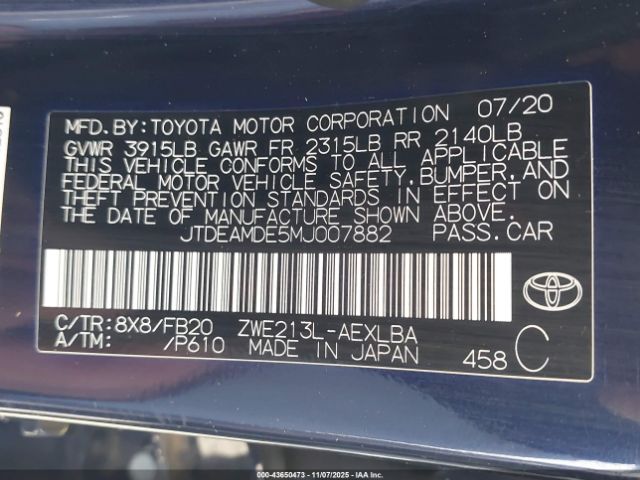 MFD.BY:TOYOTA MOTOR CORPORATION 07/20
GVWR 3915LB GAWR FR 2315LB RR 2140LB
THIS VEHICLE CONFORMS TO ALL APPLICABLE
FEDERAL MOTOR VEHICLE SAFETY,BUMPER,AND
THEFT PREVENTION STANDARDS IN EFFECT ON
THE DATE OF MANUFACTURE SHOWN ABOVE.
JTDEAMDE5MJ007882 PASS.CAR
C/TR:8X8/FB20 ZWE213L-AEXLBA
A/TM: /P610 MADE IN JAPAN 458 C
000-43650473 - 11/07/2025 - IAAI.COM